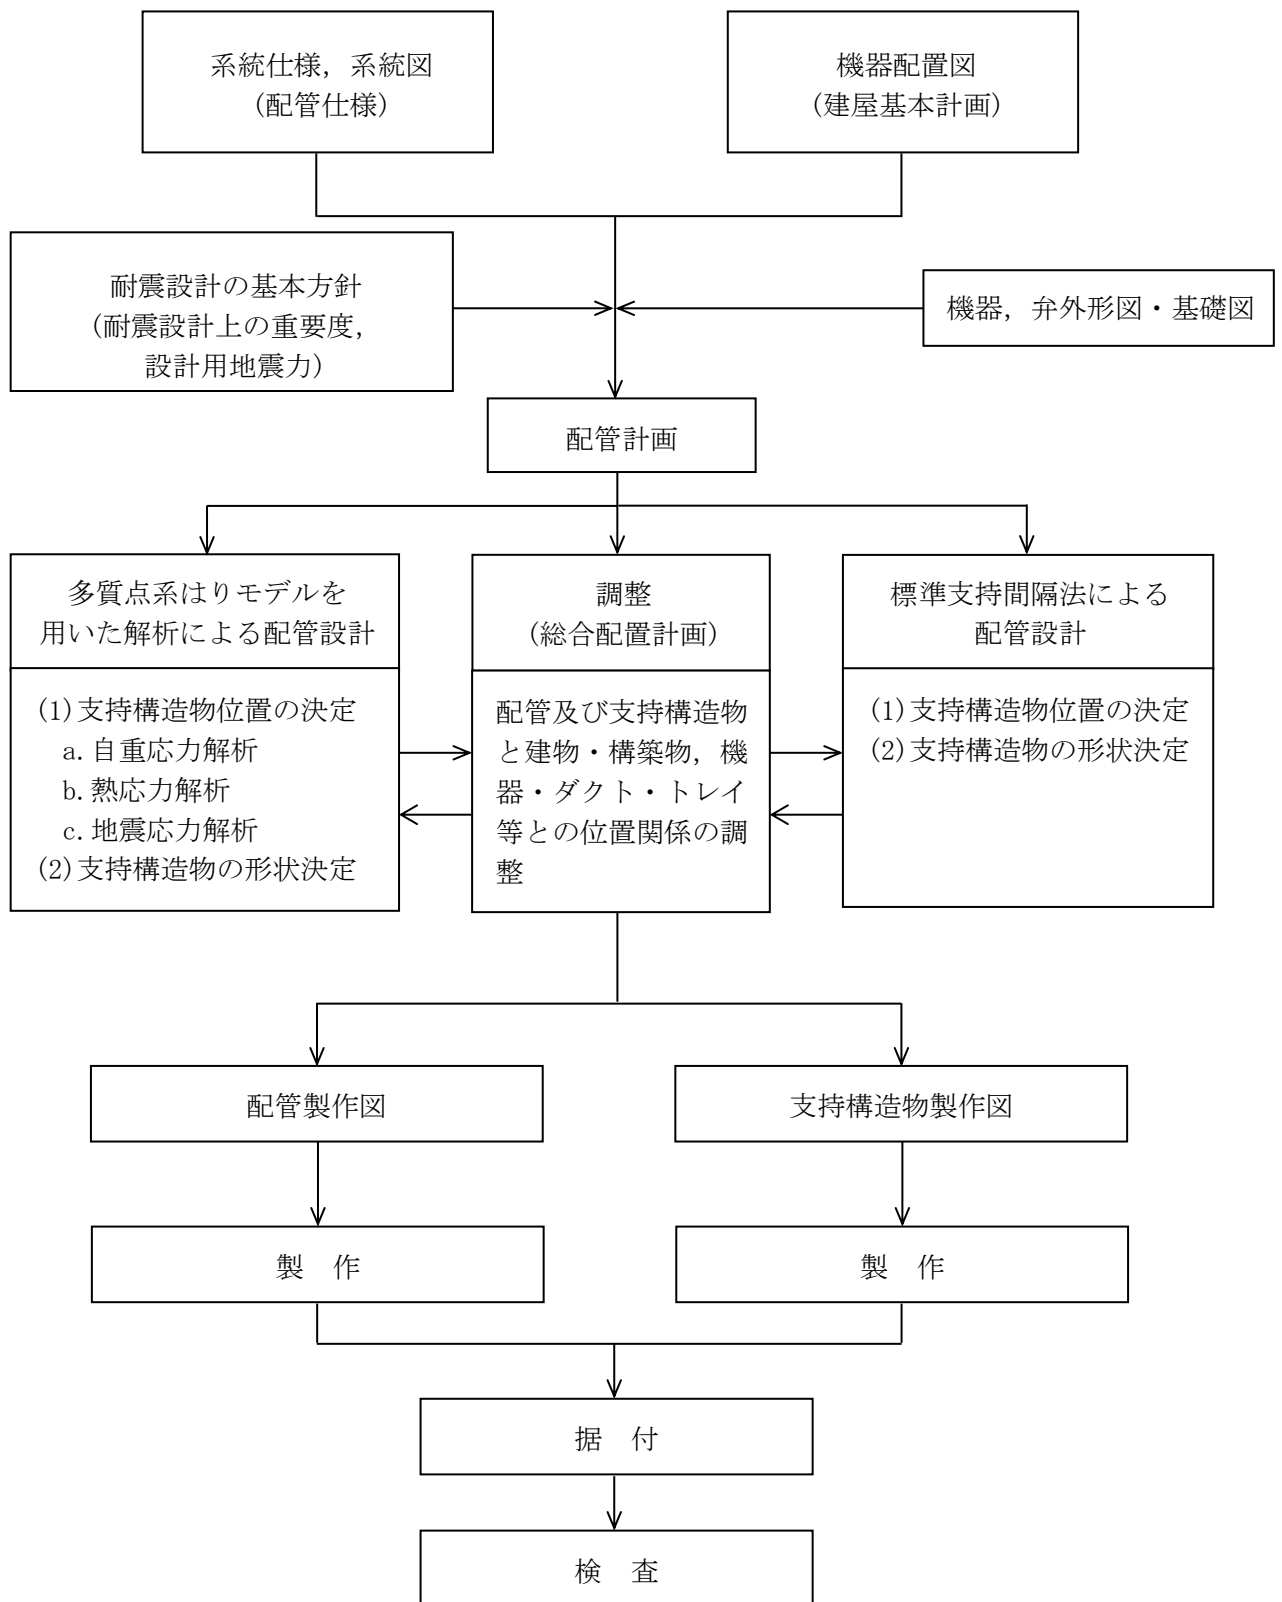 系統仕様，系統図
(配管仕様)
機器配置図
(建屋基本計画)
耐震設計の基本方針
(耐震設計上の重要度，
設計用地震力)
機器，弁外形図・基礎図
配管計画
多質点系はりモデルを
用いた解析による配管設計
(1)支持構造物位置の決定
a.自重応力解析
b.熱応力解析
c.地震応力解析
(2)支持構造物の形状決定
調整
(総合配置計画)
配管及び支持構造物
と建物・構築物，機
器・ダクト・トレイ
等との位置関係の調
整
標準支持間隔法による
配管設計
(1)支持構造物位置の決定
(2)支持構造物の形状決定
配管製作図
支持構造物製作図
製　作
製　作
据　付
検　査